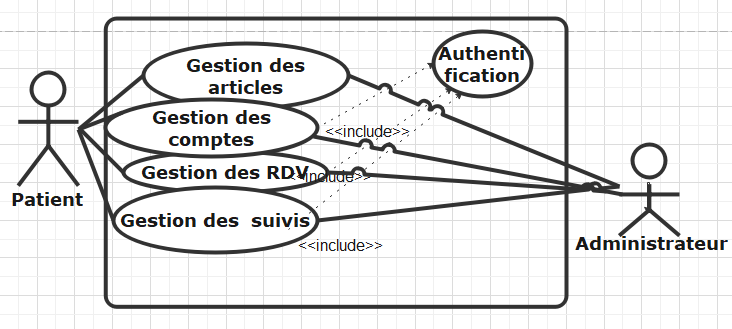 Gestion des
articles
Authenti
fication
Gestion des
comptes
<<include>>
Gestion des RDV
<<include>>
Patient
Gestion des  suivis
<<include>>
Administrateur